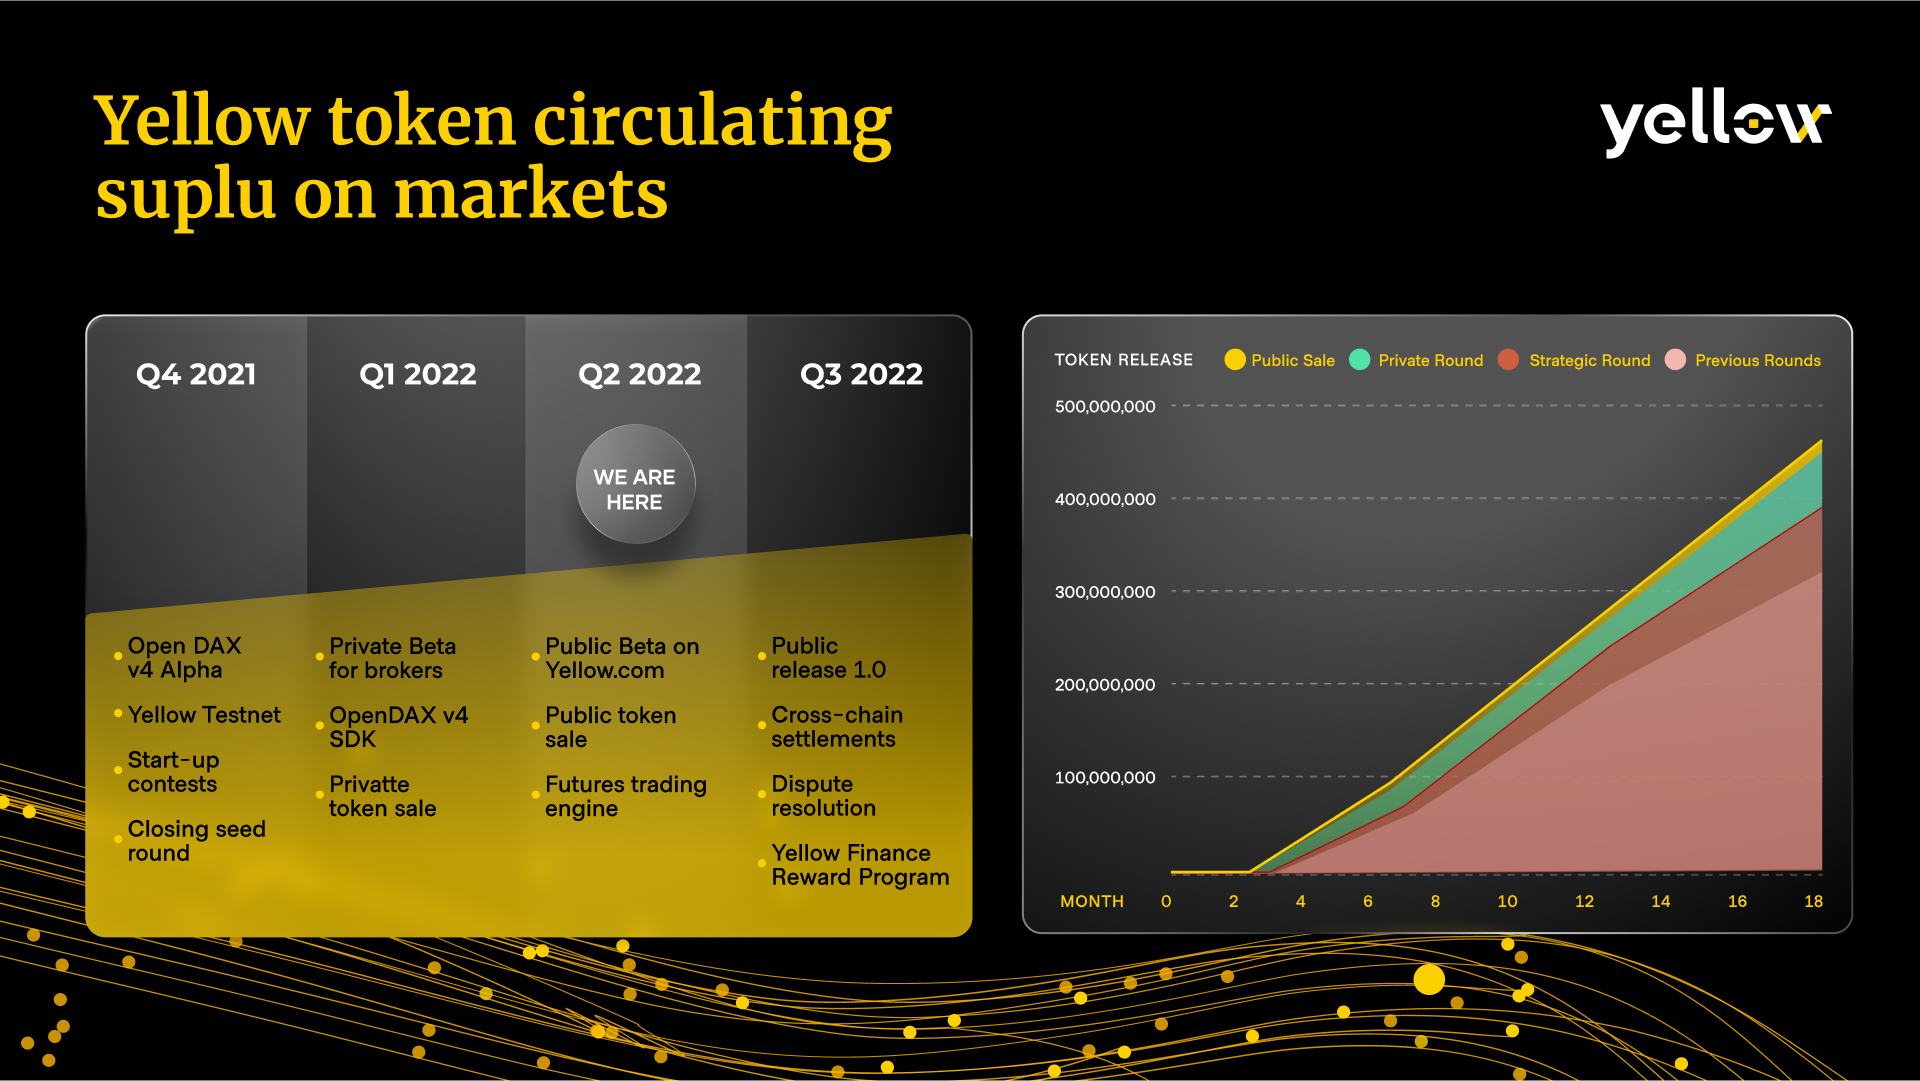 Yellow token circulating
suplu on markets
yellow
Q4 2021
Q1 2022
Q2 2022
Q3 2022
WE ARE
HERE
Open DAX
v4 Alpha
Yellow Testnet
Start-up
contests
Closing seed
round
Private Beta
for brokers
OpenDAX v4
SDK
Privatte
token sale
Public Beta on
Yellow.com
Public token
sale
Futures trading
engine
Public
release 1.0
Cross-chain
settlements
Dispute
resolution
Yellow Finance
Reward Program
TOKEN RELEASE
Public Sale
Private Round
Strategic Round
Previous Rounds
500,000,000
400,000,000
300,000,000
200,000,000
100,000,000
MONTH 0 2 4 6 8 10 12 14 16 18